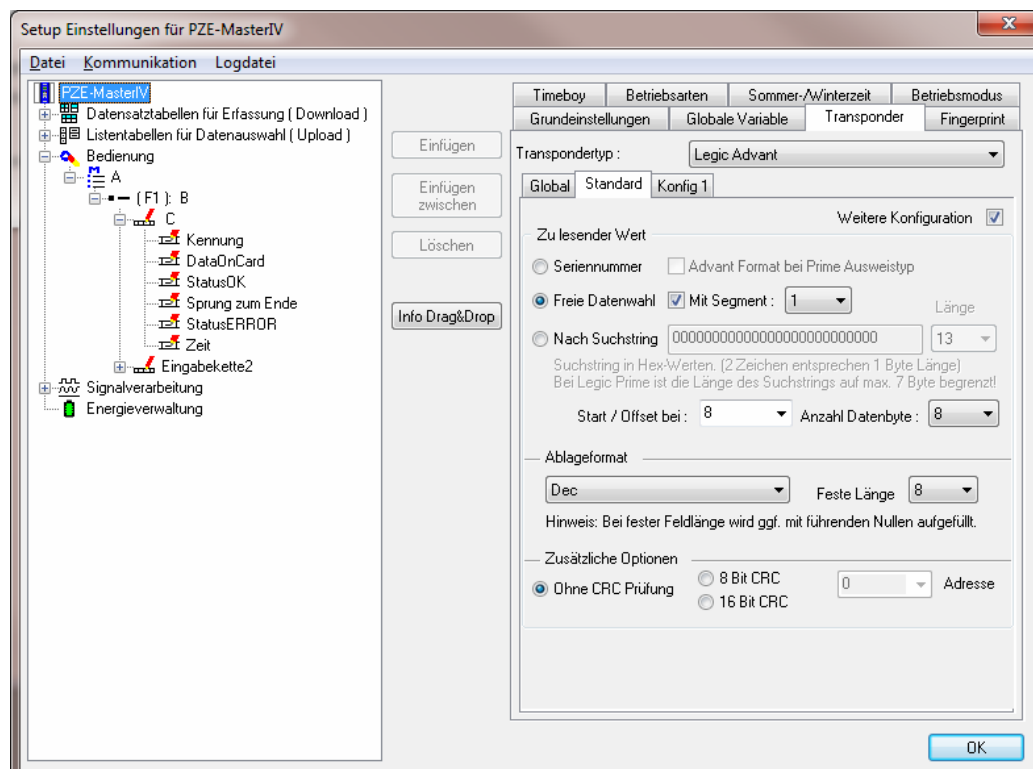 Setup Einstellungen für PZE-MasterIV
Datei Kommunikation Logdatei
PZE-MasterIV
Datensatztabellen für Erfassung ( Download )
Listentabellen für Datenauswahl ( Upload )
Bedienung
A
( F1 ): B
C
Kennung
DataOnCard
StatusOK
Sprung zum Ende
StatusERROR
Zeit
Eingabekette2
Signalverarbeitung
Energieverwaltung
Einfügen
Einfügen
zwischen
Löschen
Info Drag&Drop
Timeboy Betriebsarten Sommer-/Winterzeit Betriebsmodus
Grundeinstellungen Globale Variable Transponder Fingerprint
Transpondertyp : Legic Advant
Global Standard Konfig 1
Weitere Konfiguration
Zu lesender Wert
Seriennummer Advant Format bei Prime Ausweistyp
Freie Datenwahl Mit Segment : 1 Länge
Nach Suchstring 00000000000000000000000000 13
Suchstring in Hex-Werten. (2 Zeichen entsprechen 1 Byte Länge)
Bei Legic Prime ist die Länge des Suchstrings auf max. 7 Byte begrenzt!
Start / Offset bei : 8 Anzahl Datenbyte : 8
Ablageformat
Dec Feste Länge 8
Hinweis: Bei fester Feldlänge wird ggf. mit führenden Nullen aufgefüllt.
Zusätzliche Optionen
Ohne CRC Prüfung 8 Bit CRC 0 Adresse
16 Bit CRC
OK